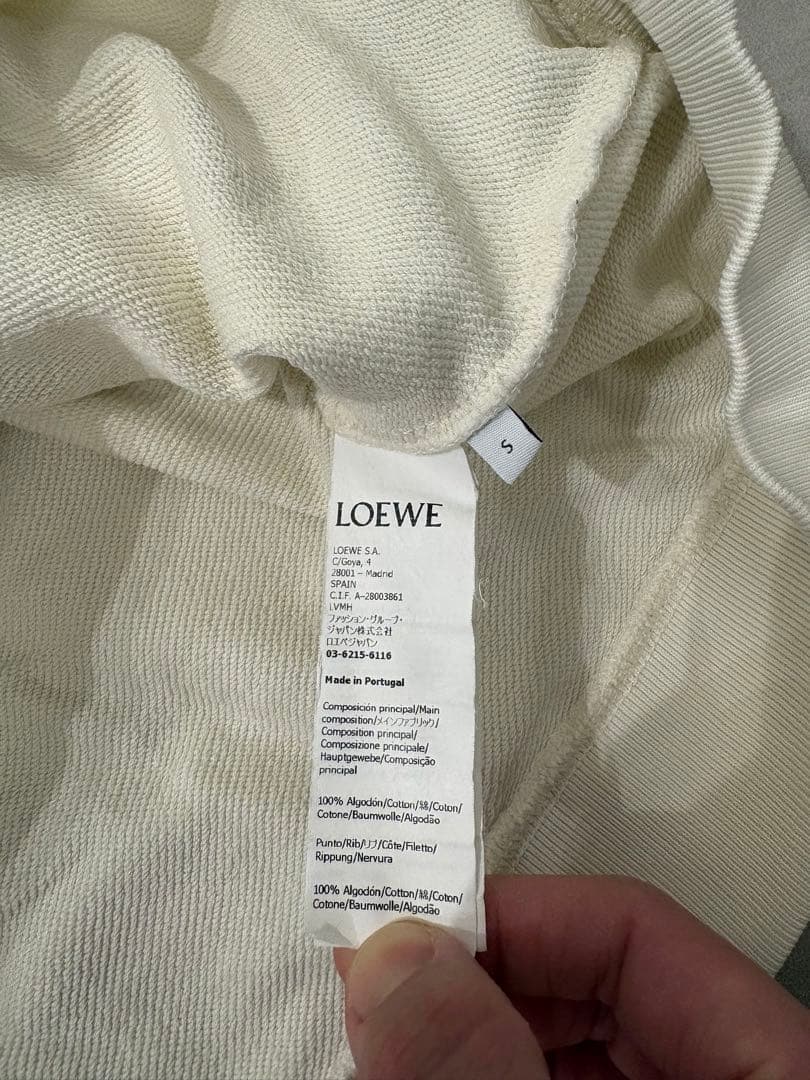 S
LOEWE
LOEWE S.A.
C/Goya, 4
28001 – Madrid
SPAIN
C.I.F. A-28003861
LVMH
ファッション・グループ・
ジャパン株式会社
ロエベジャパン
03-6215-6116
Made in Portugal
Composición principal/Main
composition/メインファブリック/
Composition principal/
Composizione principale/
Hauptgewebe/Composição
principal
100% Algodón/Cotton/綿/Coton/
Cotone/Baumwolle/Algodão
Punto/Rib/リブ/Côte/Filetto/
Rippung/Nervura
100% Algodón/Cotton/綿/Coton/
Cotone/Baumwolle/Algodão